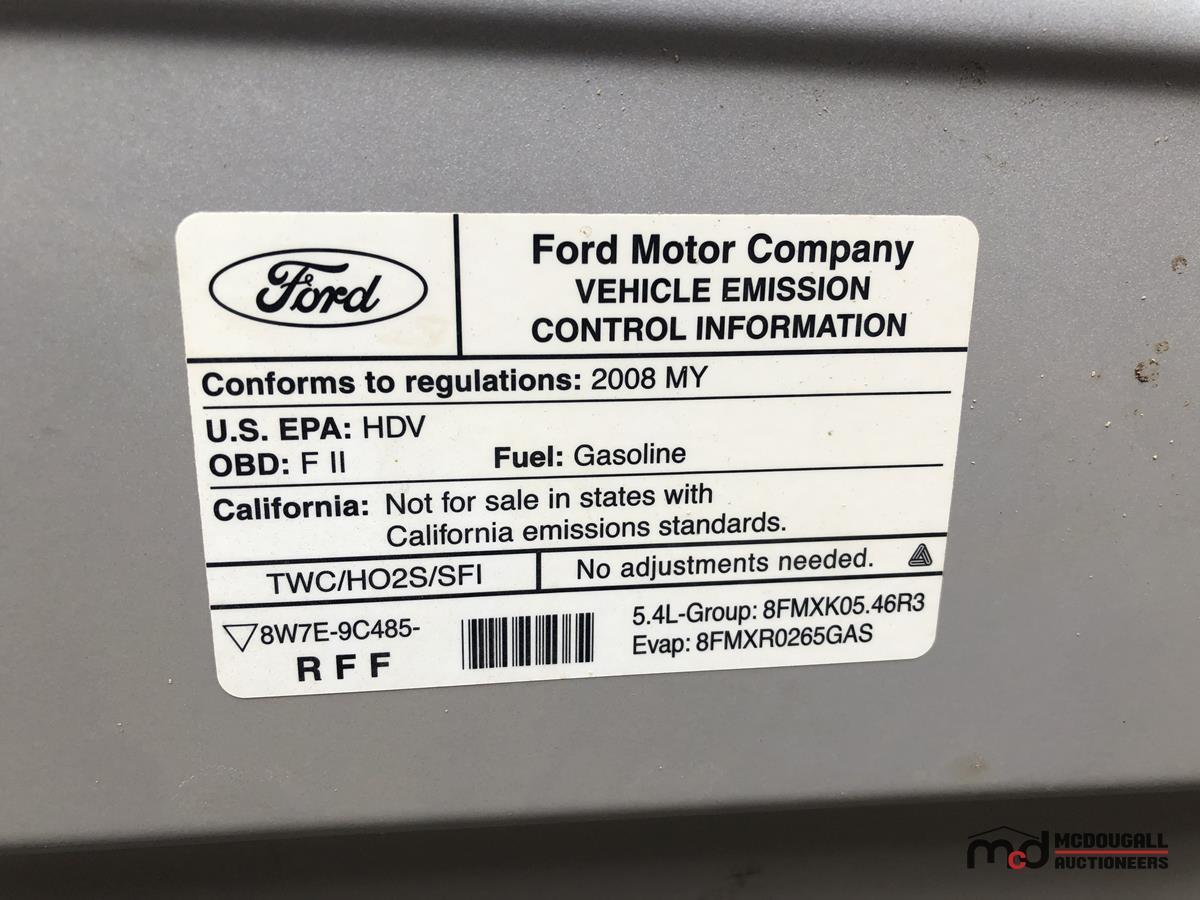 Ford
Ford Motor Company
VEHICLE EMISSION
CONTROL INFORMATION
Conforms to regulations: 2008 MY
U.S. EPA: HDV
OBD: F II Fuel: Gasoline
California: Not for sale in states with
California emissions standards.
TWC/HO2S/SFI
No adjustments needed.
8W7E-9C485-
R F F
5.4L-Group: 8FMXK05.46R3
Evap: 8FMXR0265GAS
mcd
MCDOUGALL
AUCTIONEERS